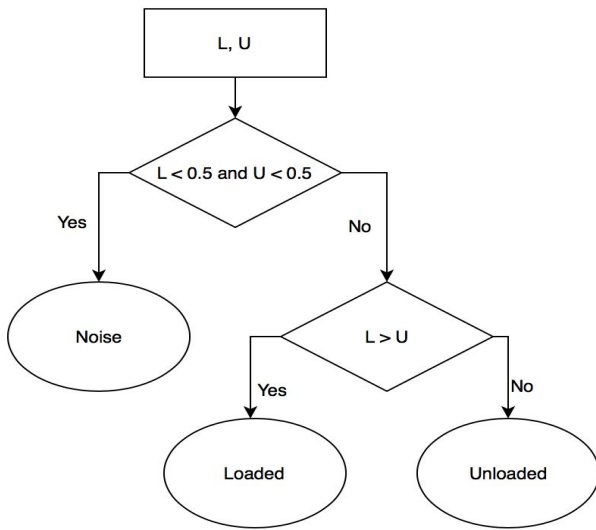 L, U
L < 0.5 and U < 0.5
Yes
No
Noise
L > U
Yes
No
Loaded
Unloaded